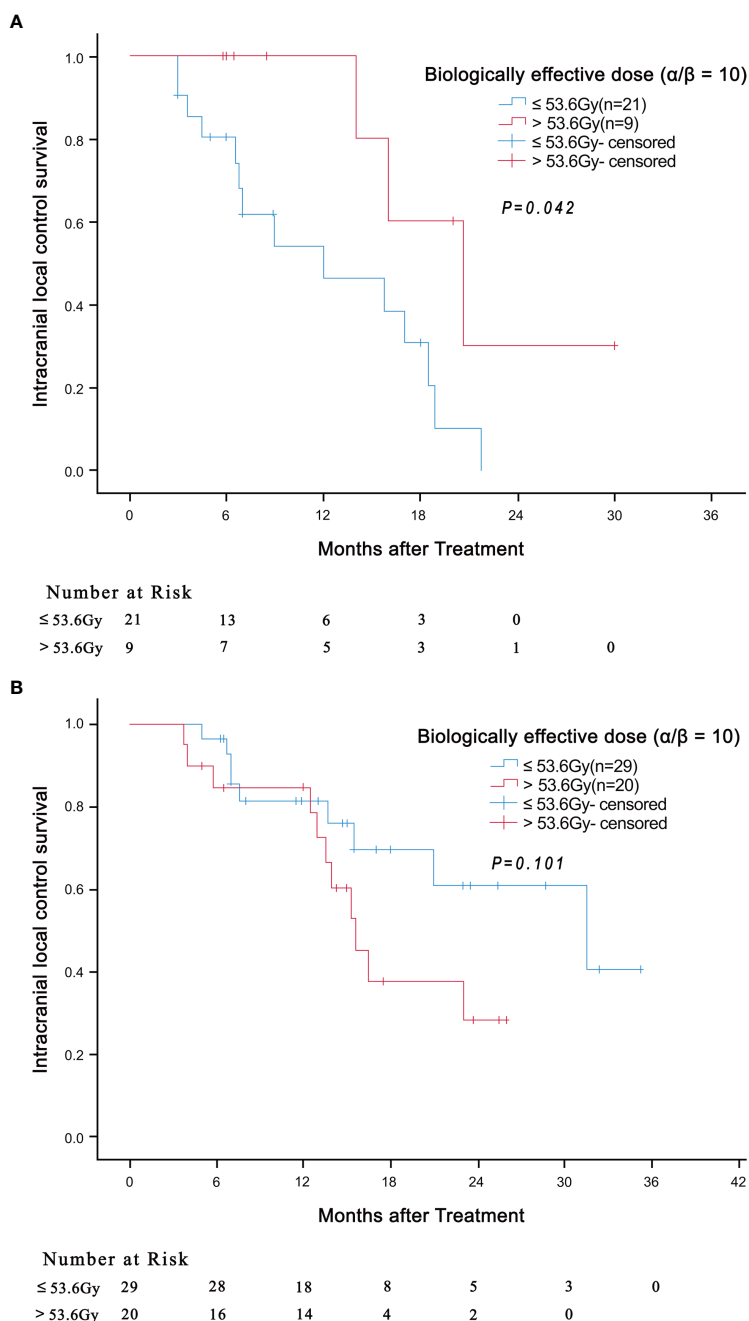 A
Biologically effective dose (α/β = 10)
≤ 53.6Gy(n=21)
> 53.6Gy(n=9)
≤ 53.6Gy- censored
> 53.6Gy- censored
P=0.042
Intracranial local control survival
1.0
0.8
0.6
0.4
0.2
0.0
0 6 12 18 24 30 36
Months after Treatment
Number at Risk
≤ 53.6Gy 21 13 6 3 0
> 53.6Gy 9 7 5 3 1 0
B
Biologically effective dose (α/β = 10)
≤ 53.6Gy(n=29)
> 53.6Gy(n=20)
≤ 53.6Gy- censored
> 53.6Gy- censored
P=0.101
Intracranial local control survival
1.0
0.8
0.6
0.4
0.2
0.0
0 6 12 18 24 30 36 42
Months after Treatment
Number at Risk
≤ 53.6Gy 29 28 18 8 5 3 0
> 53.6Gy 20 16 14 4 2 0